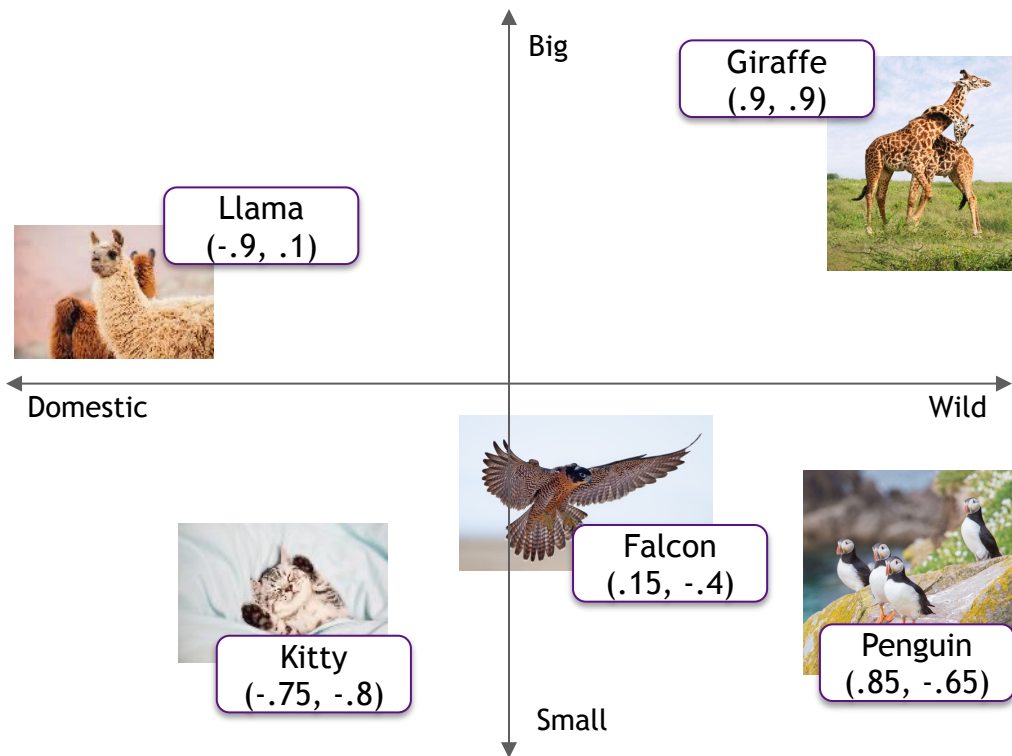 Big
Giraffe
(.9, .9)
Llama
(-.9, .1)
Domestic
Wild
Falcon
(.15, -.4)
Penguin
(.85, -.65)
Kitty
(-.75, -.8)
Small